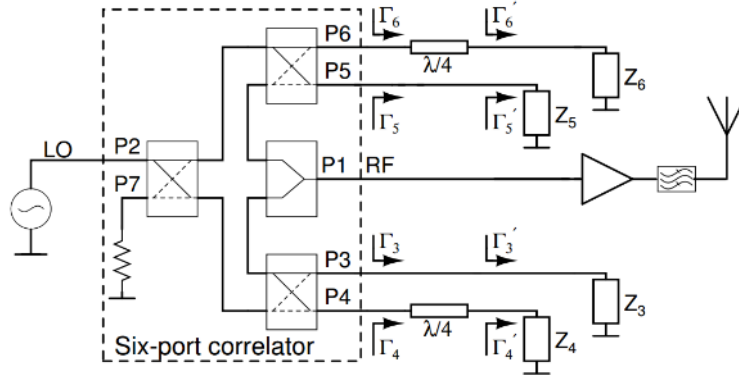 P6 Γ6 Γ6′
λ/4
P5
Z6
Γ5 Γ5′ Z5
LO P2
P7
P1 RF
P3 Γ3 Γ3′
P4
Z3
λ/4
Γ4 Γ4′ Z4
Six-port correlator